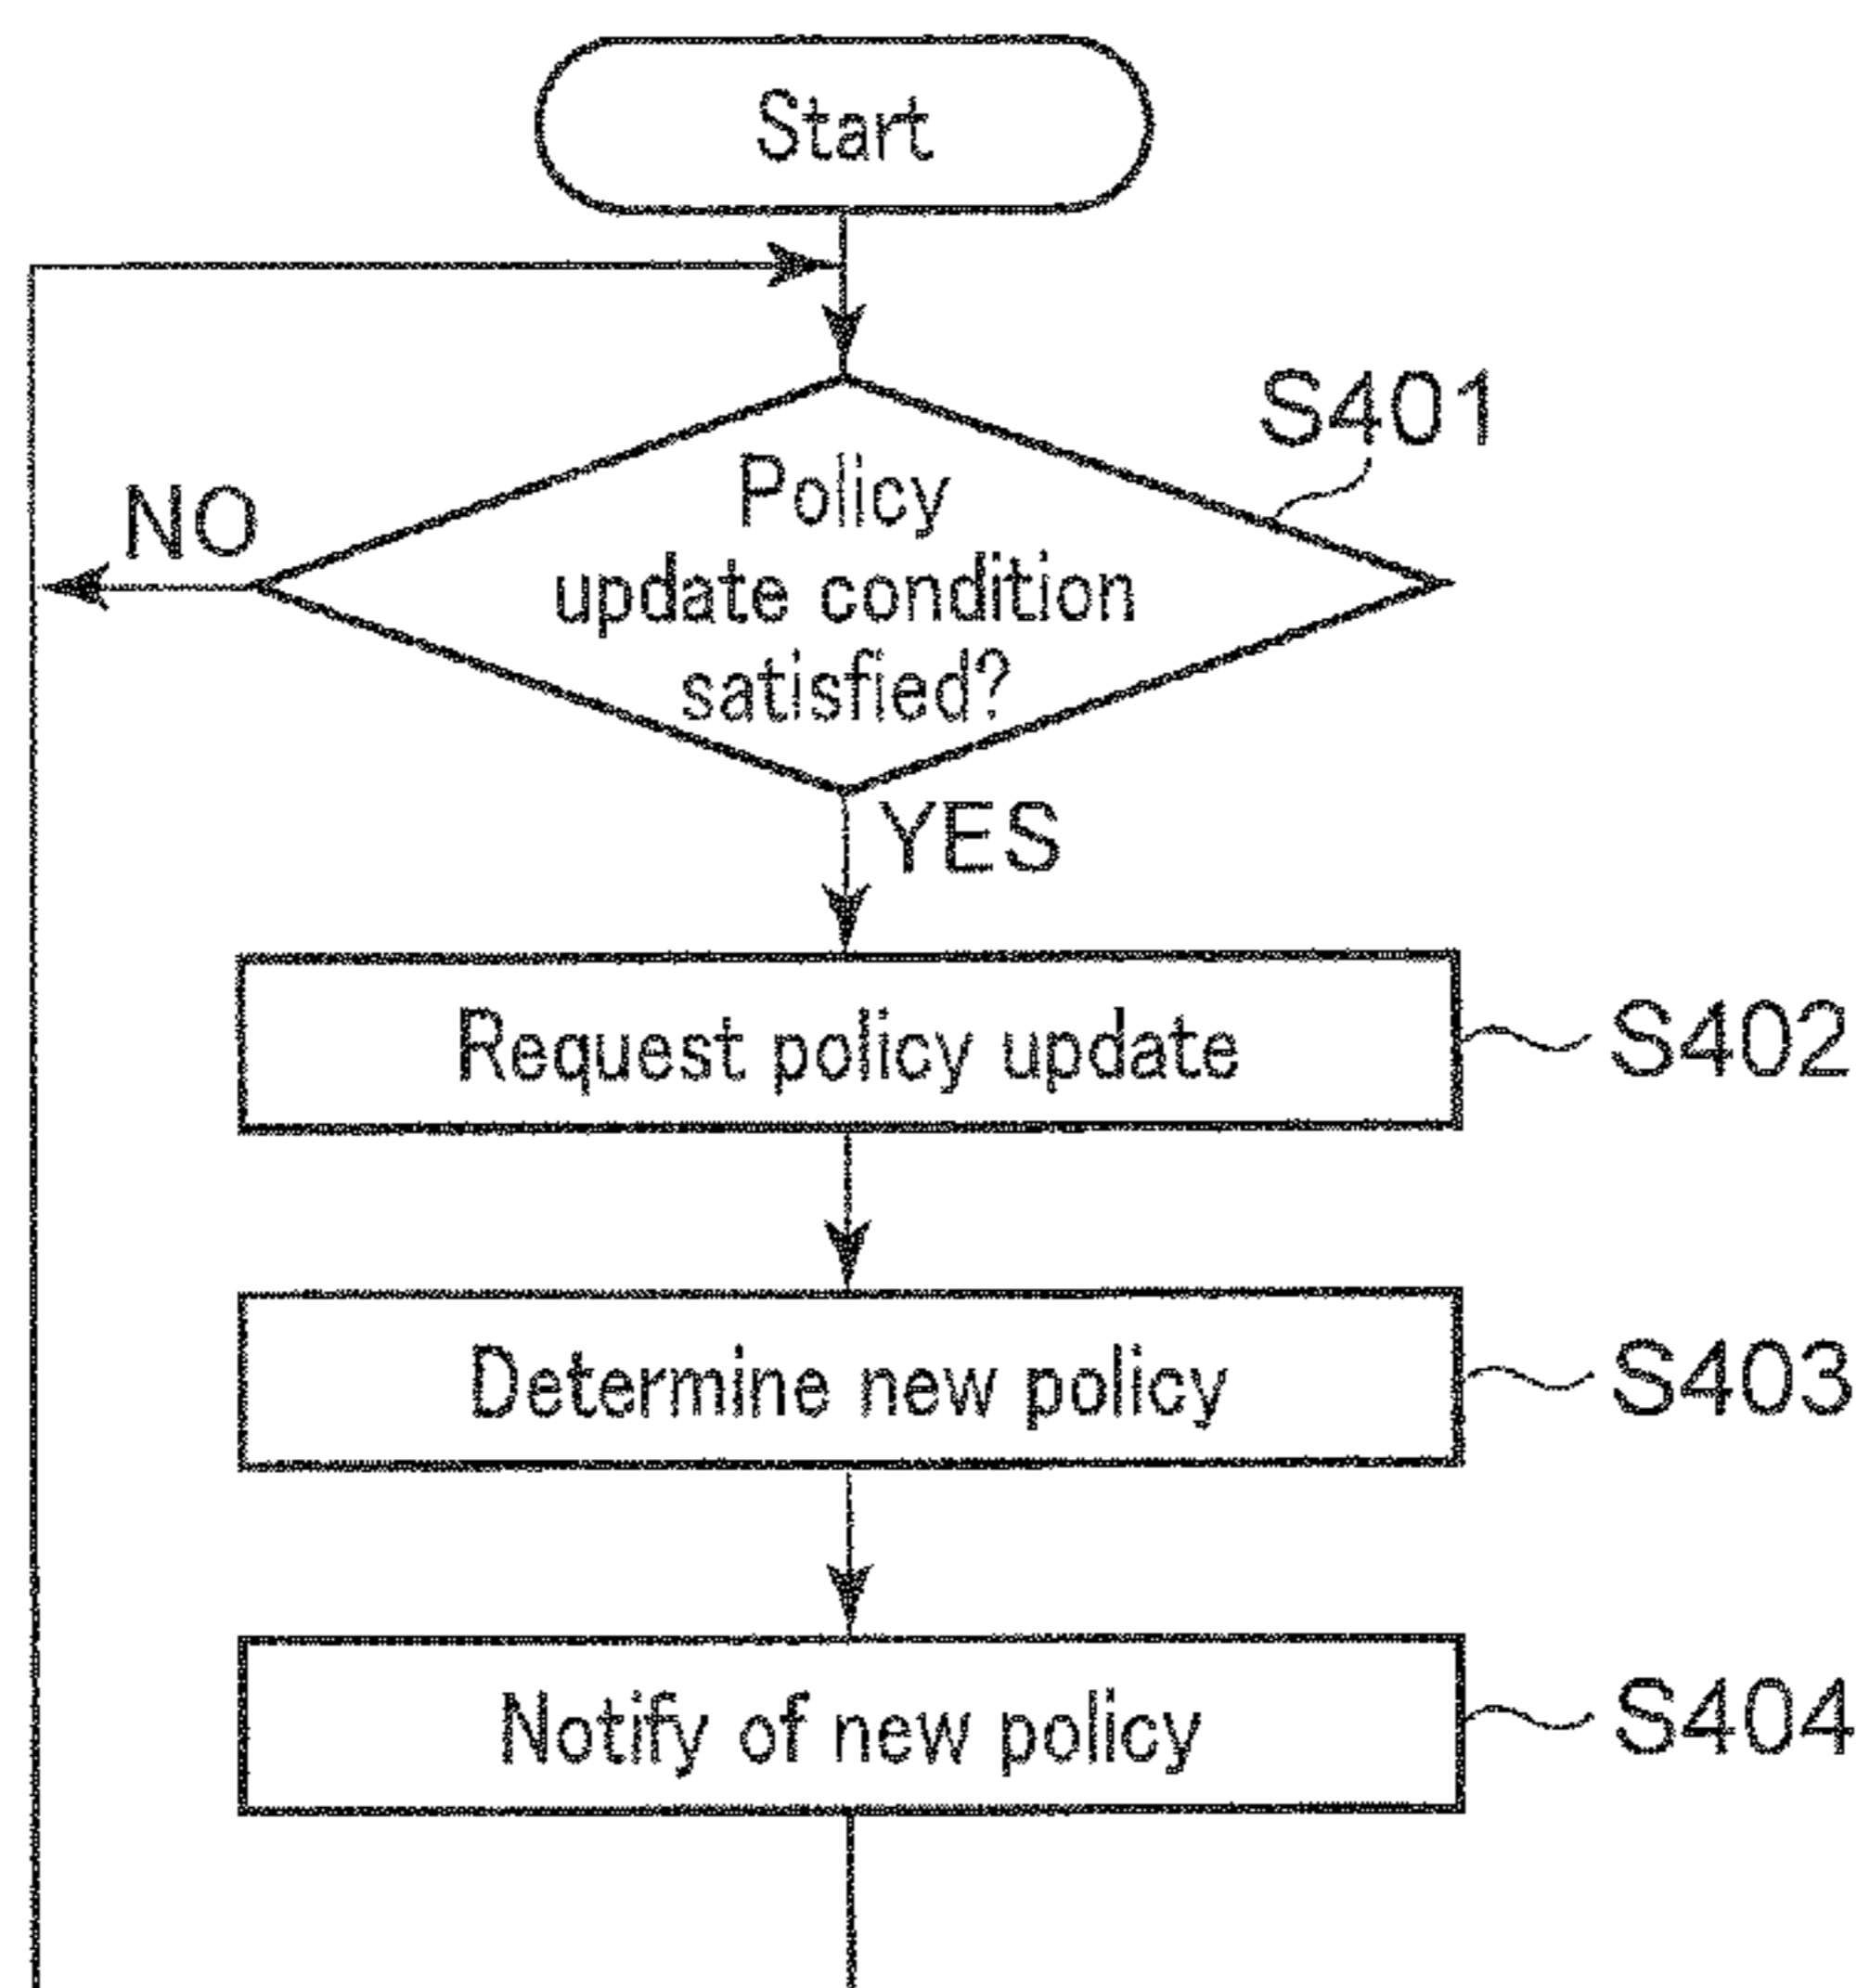 Start
S401
Policy
NO
update condition
satisfied?
YES
Request policy update
S402
Determine new policy
S403
Notify of new policy
S404